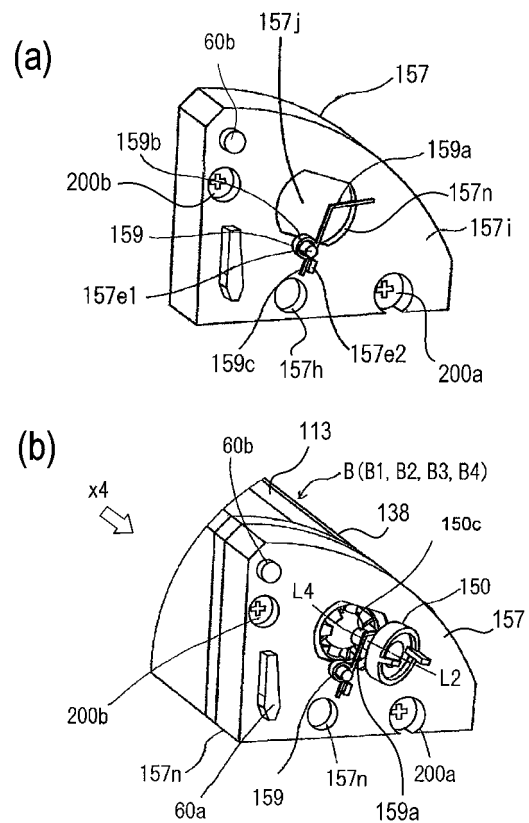 (a)
157j
60b
157
159b
159a
200b
157n
159
157i
157e1
159c
157h
157e2
200a
(b)
113
60b
B(B1, B2, B3, B4)
x4
138
150c
L4
150
157
L2
200b
157n
60a
159
157n
159a
200a